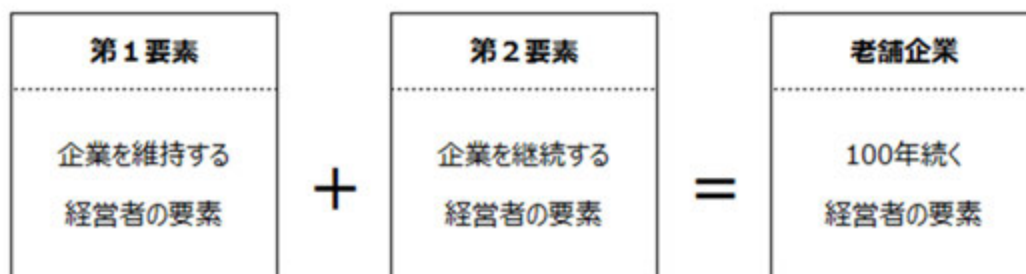 第１要素
企業を維持する
経営者の要素
＋
第２要素
企業を継続する
経営者の要素
＝
老舗企業
100年続く
経営者の要素